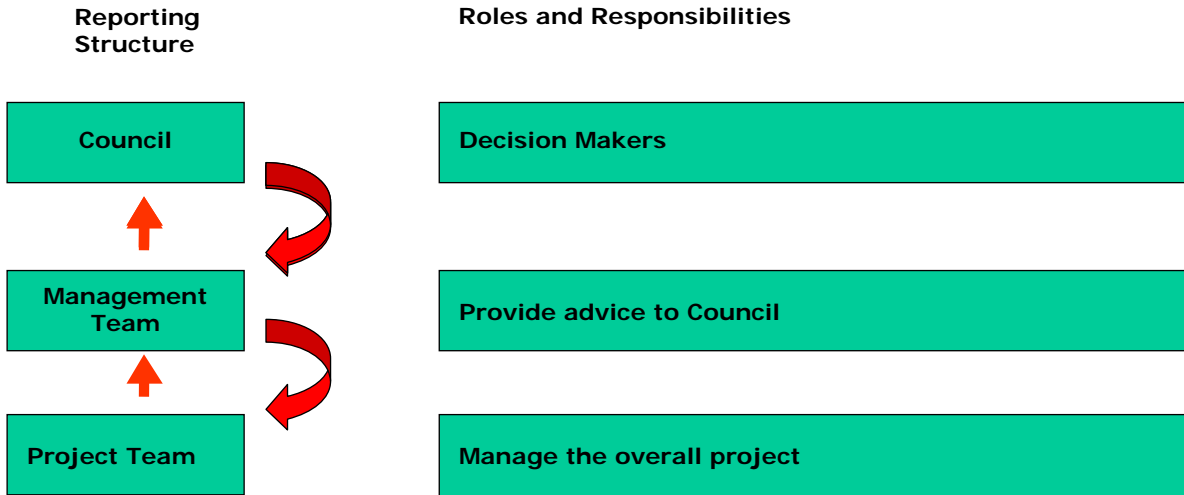 Reporting
Structure
Roles and Responsibilities
Council
Decision Makers
Management
Team
Provide advice to Council
Project Team
Manage the overall project